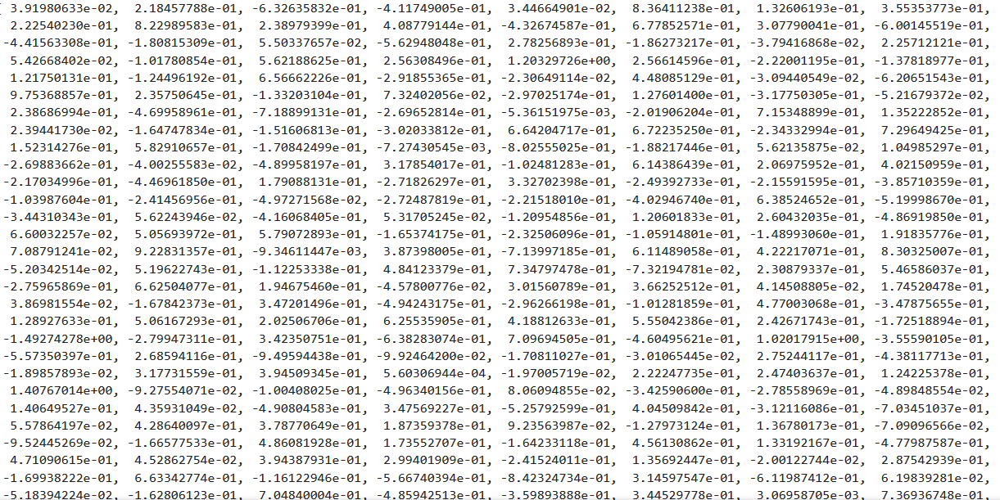 3.91980633e-02, 2.18457788e-01, -6.32635832e-02, -4.11749005e-01, 3.44664901e-02, 8.36411238e-01, 1.32606193e-01, 3.55353773e-01,
2.22540230e-01, 8.22989583e-01, 2.38979399e-01, 4.08779144e-01, -4.32674587e-01, 6.77852571e-01, 3.07790041e-01, -6.00145519e-01,
-4.41563308e-01, -1.80815309e-01, 5.50337657e-02, -5.62948048e-01, 2.78256893e-01, -1.86273217e-01, -3.79416868e-02, 2.25712121e-01,
5.42668402e-02, -1.01780854e-01, 5.62188625e-01, 2.56308496e-01, 1.20329726e+00, 2.56614596e-01, -2.22001195e-01, -1.37818977e-01,
1.21750131e-01, -1.24496192e-01, 6.56662226e-01, -2.91855365e-01, -2.30649114e-02, 4.48085129e-01, -3.09440549e-02, -6.20651543e-01,
9.75368857e-01, 2.35750645e-01, -1.33203104e-01, 7.32402056e-02, -2.97025174e-01, 1.27601400e-01, -3.17750305e-01, -5.21679372e-02,
2.38686994e-01, -4.69958961e-01, -7.18899131e-01, -2.69652814e-01, -5.36151975e-03, -2.01906204e-01, 7.15348899e-01, 1.35222852e-01,
2.39441730e-02, -1.64747834e-01, -1.51606813e-01, -3.02033812e-01, 6.64204717e-01, 6.72235250e-01, -2.34332994e-01, 7.29649425e-01,
1.52314276e-01, 5.82910657e-01, -1.70842499e-01, -7.27430545e-03, -8.02555025e-01, -1.88217446e-01, 5.62135875e-02, 1.04985297e-01,
-2.69883662e-01, -4.00255583e-02, -4.89958197e-01, 3.17854017e-01, -1.02481283e-01, 6.14386439e-01, 2.06975952e-01, 4.02150959e-01,
-2.17034996e-01, -4.46961850e-01, 1.79088131e-01, -2.71826297e-01, 3.32702398e-01, -2.49392733e-01, -2.15591595e-01, -3.85710359e-01,
-1.03987604e-01, -2.41456956e-01, -4.97271568e-02, -2.72487819e-01, -2.21518010e-01, -4.02946740e-01, 6.38524652e-01, -5.19998670e-01,
-3.44310343e-01, 5.62243946e-02, -4.16068405e-01, 5.31705245e-02, -1.20954856e-01, 1.20601833e-01, 2.60432035e-01, -4.86919850e-01,
6.60032257e-02, 5.05693972e-01, 5.79072893e-01, -1.65374175e-01, -2.32506096e-01, -1.05914801e-01, -1.48993060e-01, 1.91835776e-01,
7.08791241e-02, 9.22831357e-01, -9.34611447e-03, 3.87398005e-01, -7.13997185e-01, 6.11489058e-01, 4.22217071e-01, 8.30325007e-01,
-5.20342514e-02, 5.19622743e-01, -1.12253338e-01, 4.84123379e-01, 7.34797478e-01, -7.32194781e-02, 2.30879337e-01, 5.46586037e-01,
-2.75965869e-01, 6.62504077e-01, 1.94675460e-01, -4.57800776e-02, 3.01560789e-01, 3.66252512e-01, 4.14508805e-02, 1.74520478e-01,
3.86981554e-02, -1.67842373e-01, 3.47201496e-01, -4.94243175e-01, -2.96266198e-01, -1.01281859e-01, 4.77003068e-01, -3.47875655e-01,
1.28927633e-01, 5.06167293e-01, 2.02506706e-01, 6.25535905e-01, 4.18812633e-01, 5.55042386e-01, 2.42671743e-01, -1.72518894e-01,
-1.49274278e+00, -2.79947311e-01, 3.42350751e-01, -6.38283074e-01, 7.09694505e-01, -4.60495621e-01, 1.02017915e+00, -3.55590105e-01,
-5.57350397e-01, 2.68594116e-01, -9.49594438e-01, -9.92464200e-02, -1.70811027e-01, -3.01065445e-02, 2.75244117e-01, -4.38117713e-01,
-1.89857893e-02, 3.17731559e-01, 3.94509345e-01, 5.60306944e-04, -1.97005719e-02, 2.22247735e-01, 2.47403637e-01, 1.24225378e-01,
1.40767014e+00, -9.27554071e-02, -1.00408025e-01, -4.96340156e-01, 8.06094855e-01, -3.42590600e-01, -2.78558969e-01, -4.89848554e-02,
1.40649527e-01, 4.35931049e-02, -4.90804583e-01, 3.47569227e-01, -5.25792599e-01, 4.04509842e-01, -3.12116086e-01, -7.03451037e-01,
5.57864197e-02, 4.28640097e-01, 3.78770649e-01, 1.87359378e-01, 9.23563987e-02, -1.27973124e-01, 1.36780173e-01, -7.09096566e-02,
-9.52445269e-02, -1.66577533e-01, 4.86081928e-01, 1.73552707e-01, -1.64233118e-01, 4.56130862e-01, 1.33192167e-01, -4.77987587e-01,
4.71090615e-01, 4.52862754e-02, 3.94387931e-01, 2.99401909e-01, -2.41524011e-01, 1.35692447e-01, -2.00122744e-02, 2.87542939e-01,
-1.69938222e-01, 6.63342774e-01, -1.16122946e-01, -5.66740394e-01, -8.42324734e-01, 3.14597547e-01, -6.11987412e-01, 6.19839281e-02,
-5.18394224e-02, -1.62806123e-01, 7.04840004e-01, -4.85942513e-01, -3.59893888e-01, 3.44529778e-01, 3.06958705e-03, 7.36936748e-01,